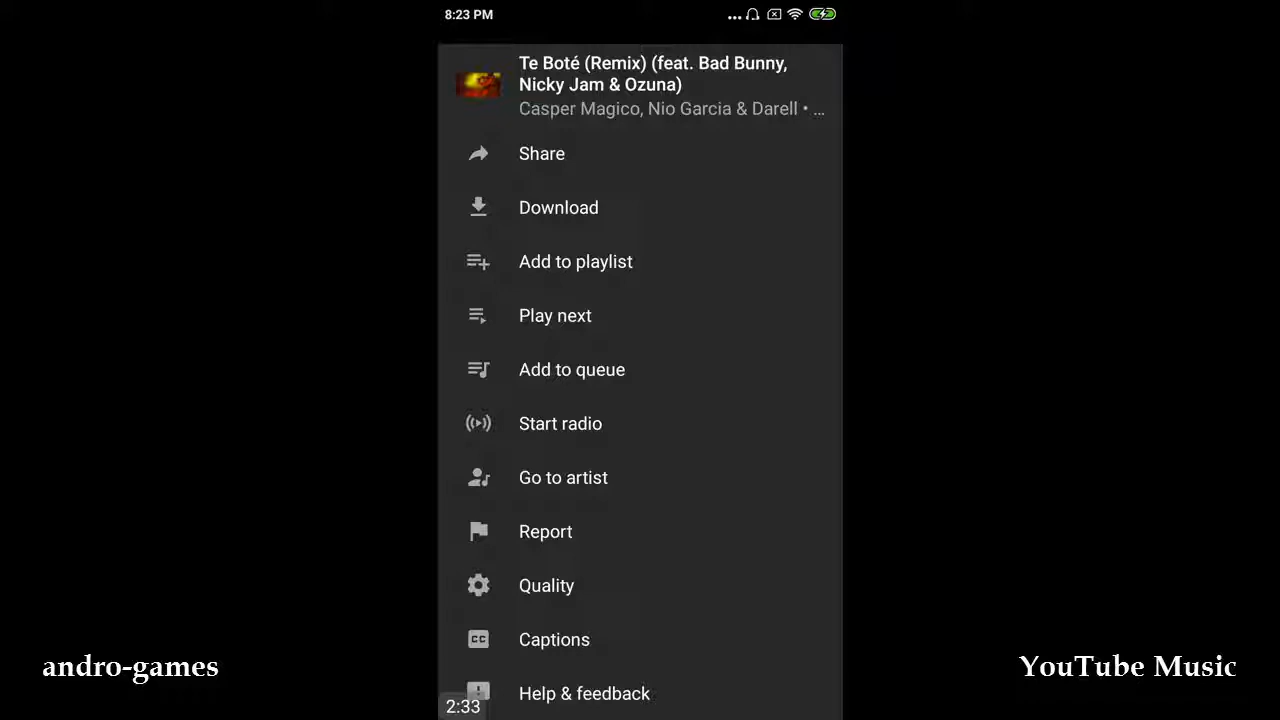 8:23 PM
Te Boté (Remix) (feat. Bad Bunny,
Nicky Jam & Ozuna)
Casper Magico, Nio Garcia & Darell • ...
Share
Download
Add to playlist
Play next
Add to queue
Start radio
Go to artist
Report
Quality
CC Captions
Help & feedback
2:33
andro-games
YouTube Music